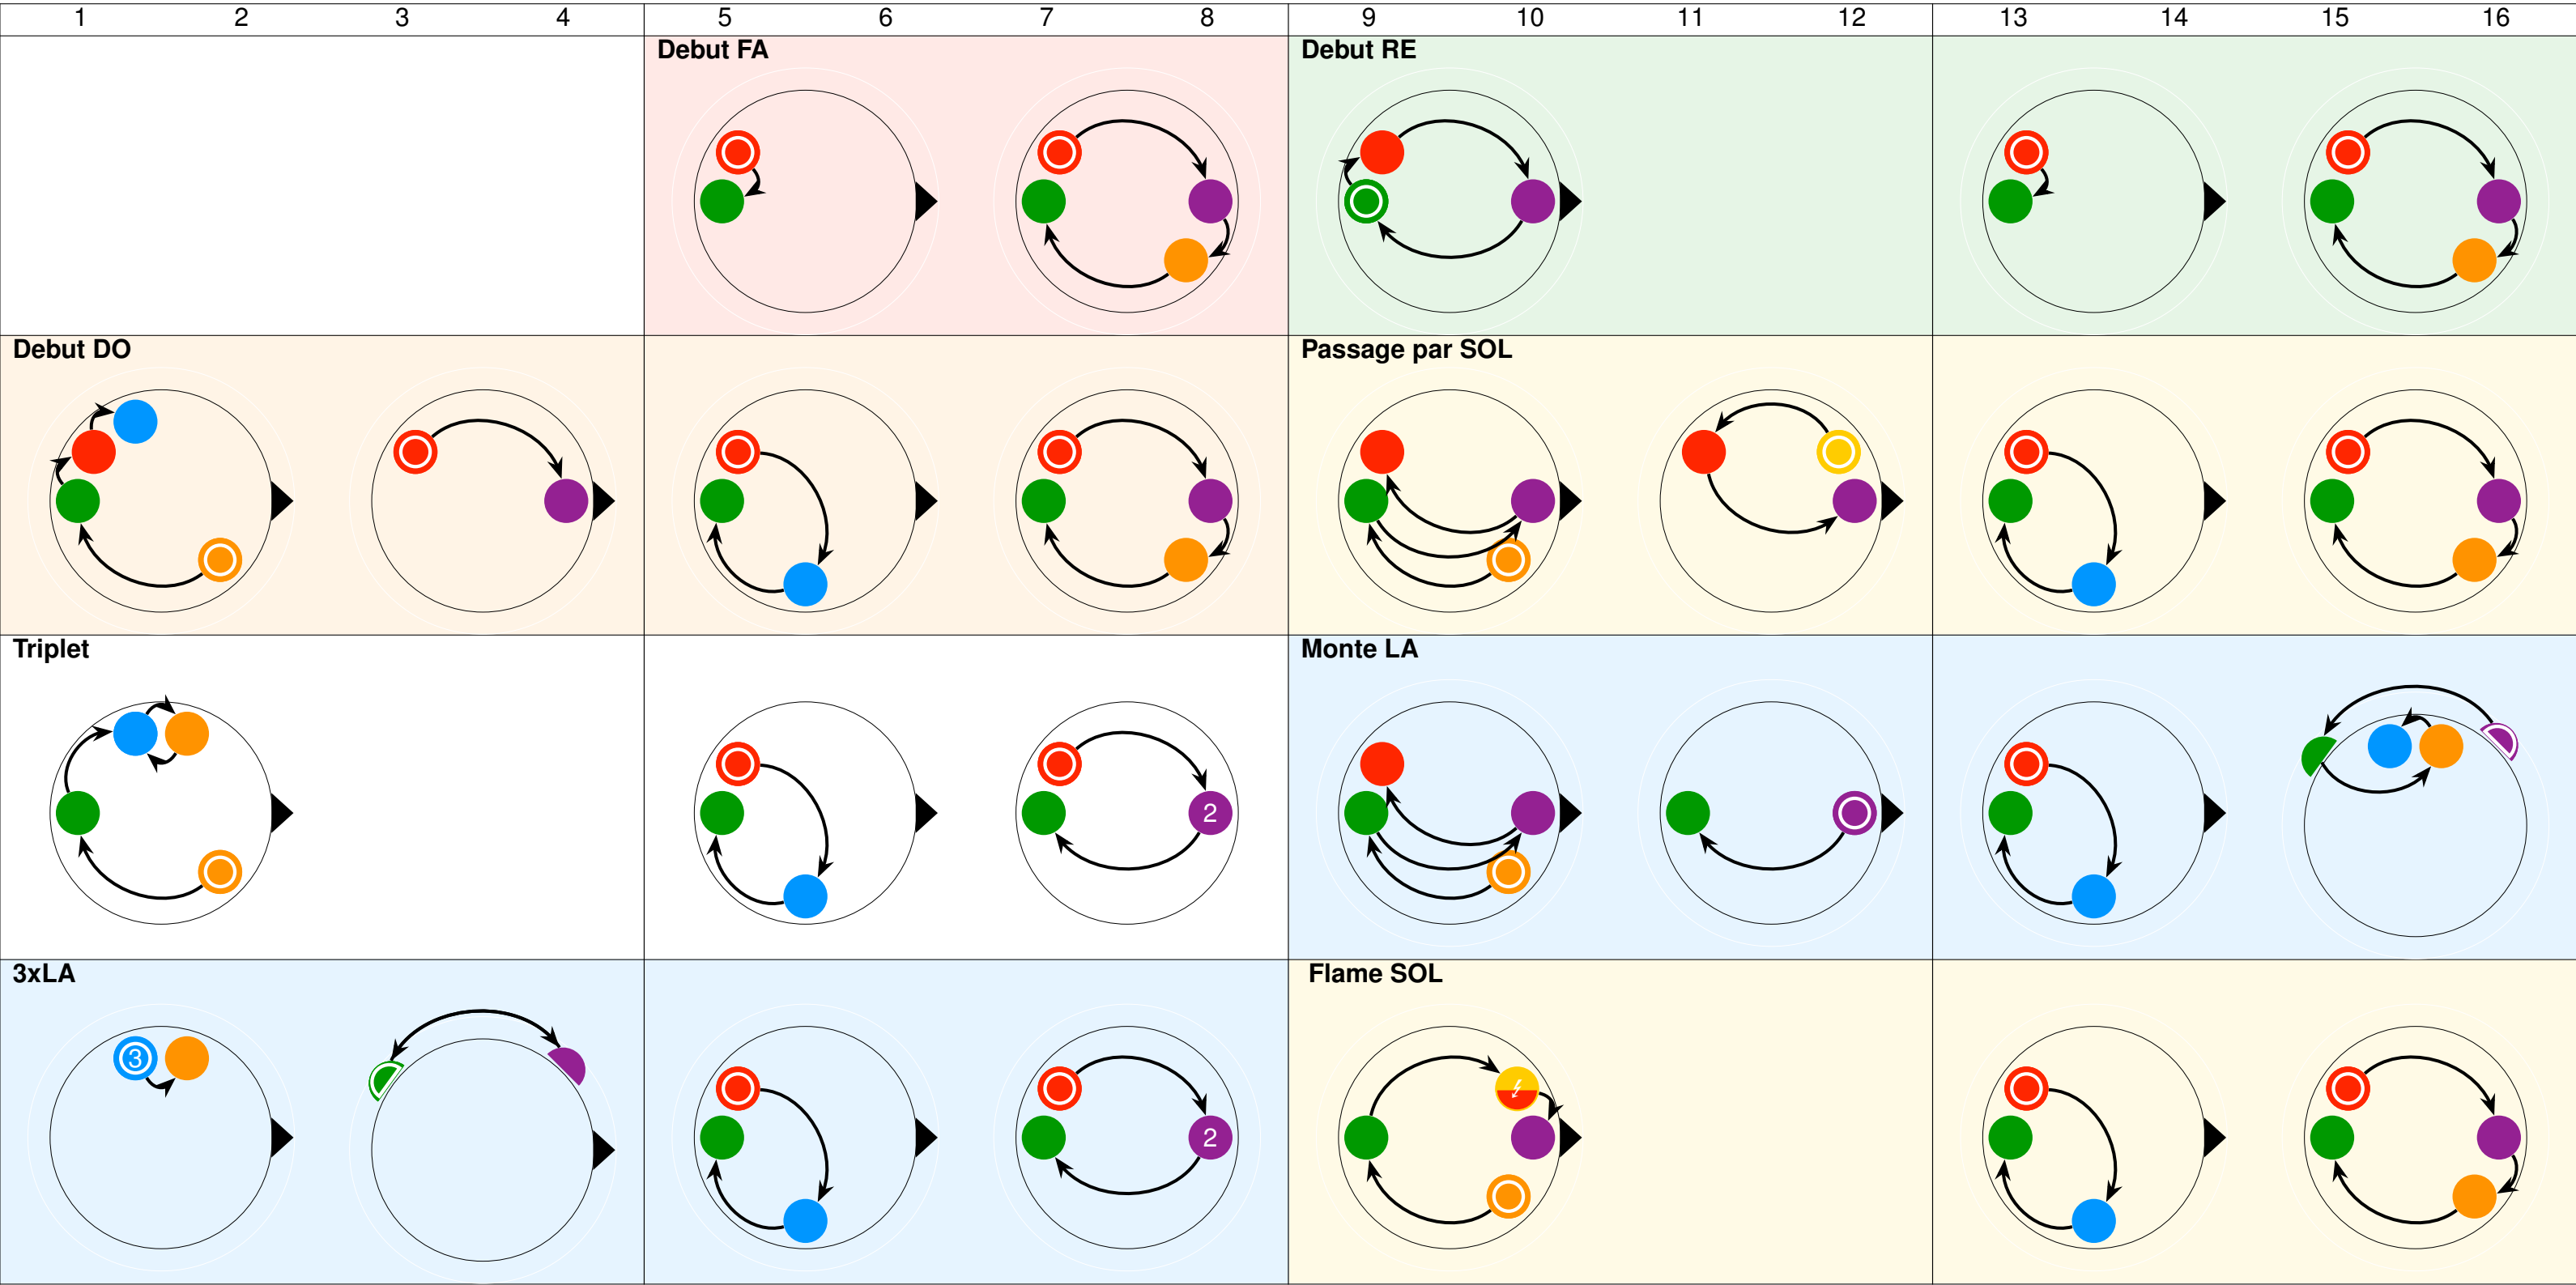 1 2 3 4 5 6 7 8 9 10 11 12 13 14 15 16
Debut FA
Debut RE
Debut DO
Passage par SOL
Triplet
Monte LA
2
3xLA
Flame SOL
3
2